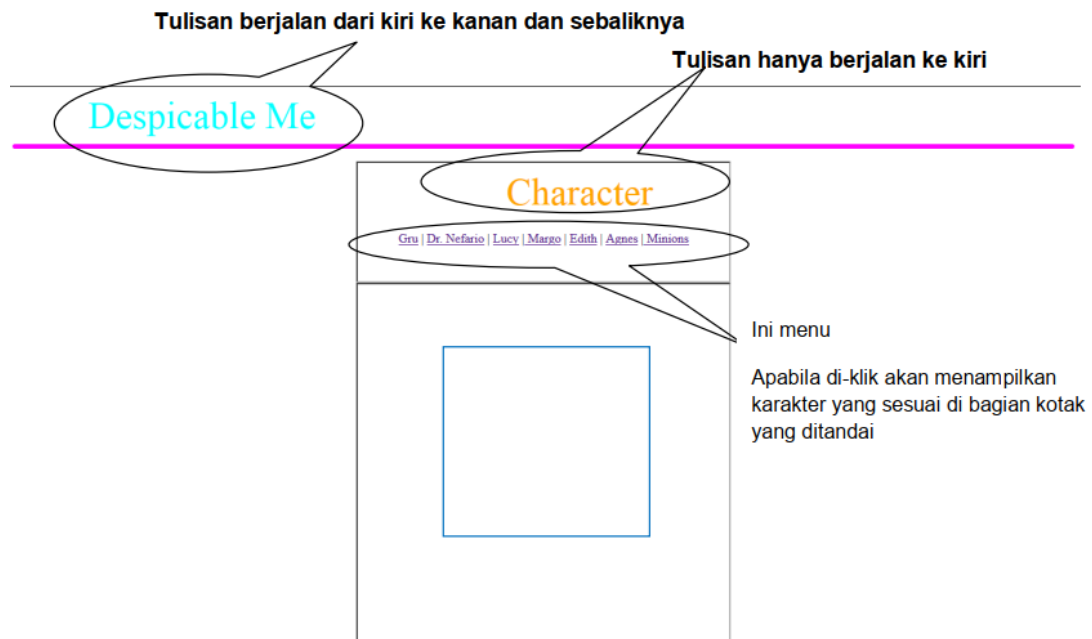 Tulisan berjalan dari kiri ke kanan dan sebaliknya
Tulisan hanya berjalan ke kiri
Despicable Me
Character
Gru | Dr. Nefario | Lucy | Margo | Edith | Agnes | Minions
Ini menu
Apabila di-klik akan menampilkan
karakter yang sesuai di bagian kotak
yang ditandai